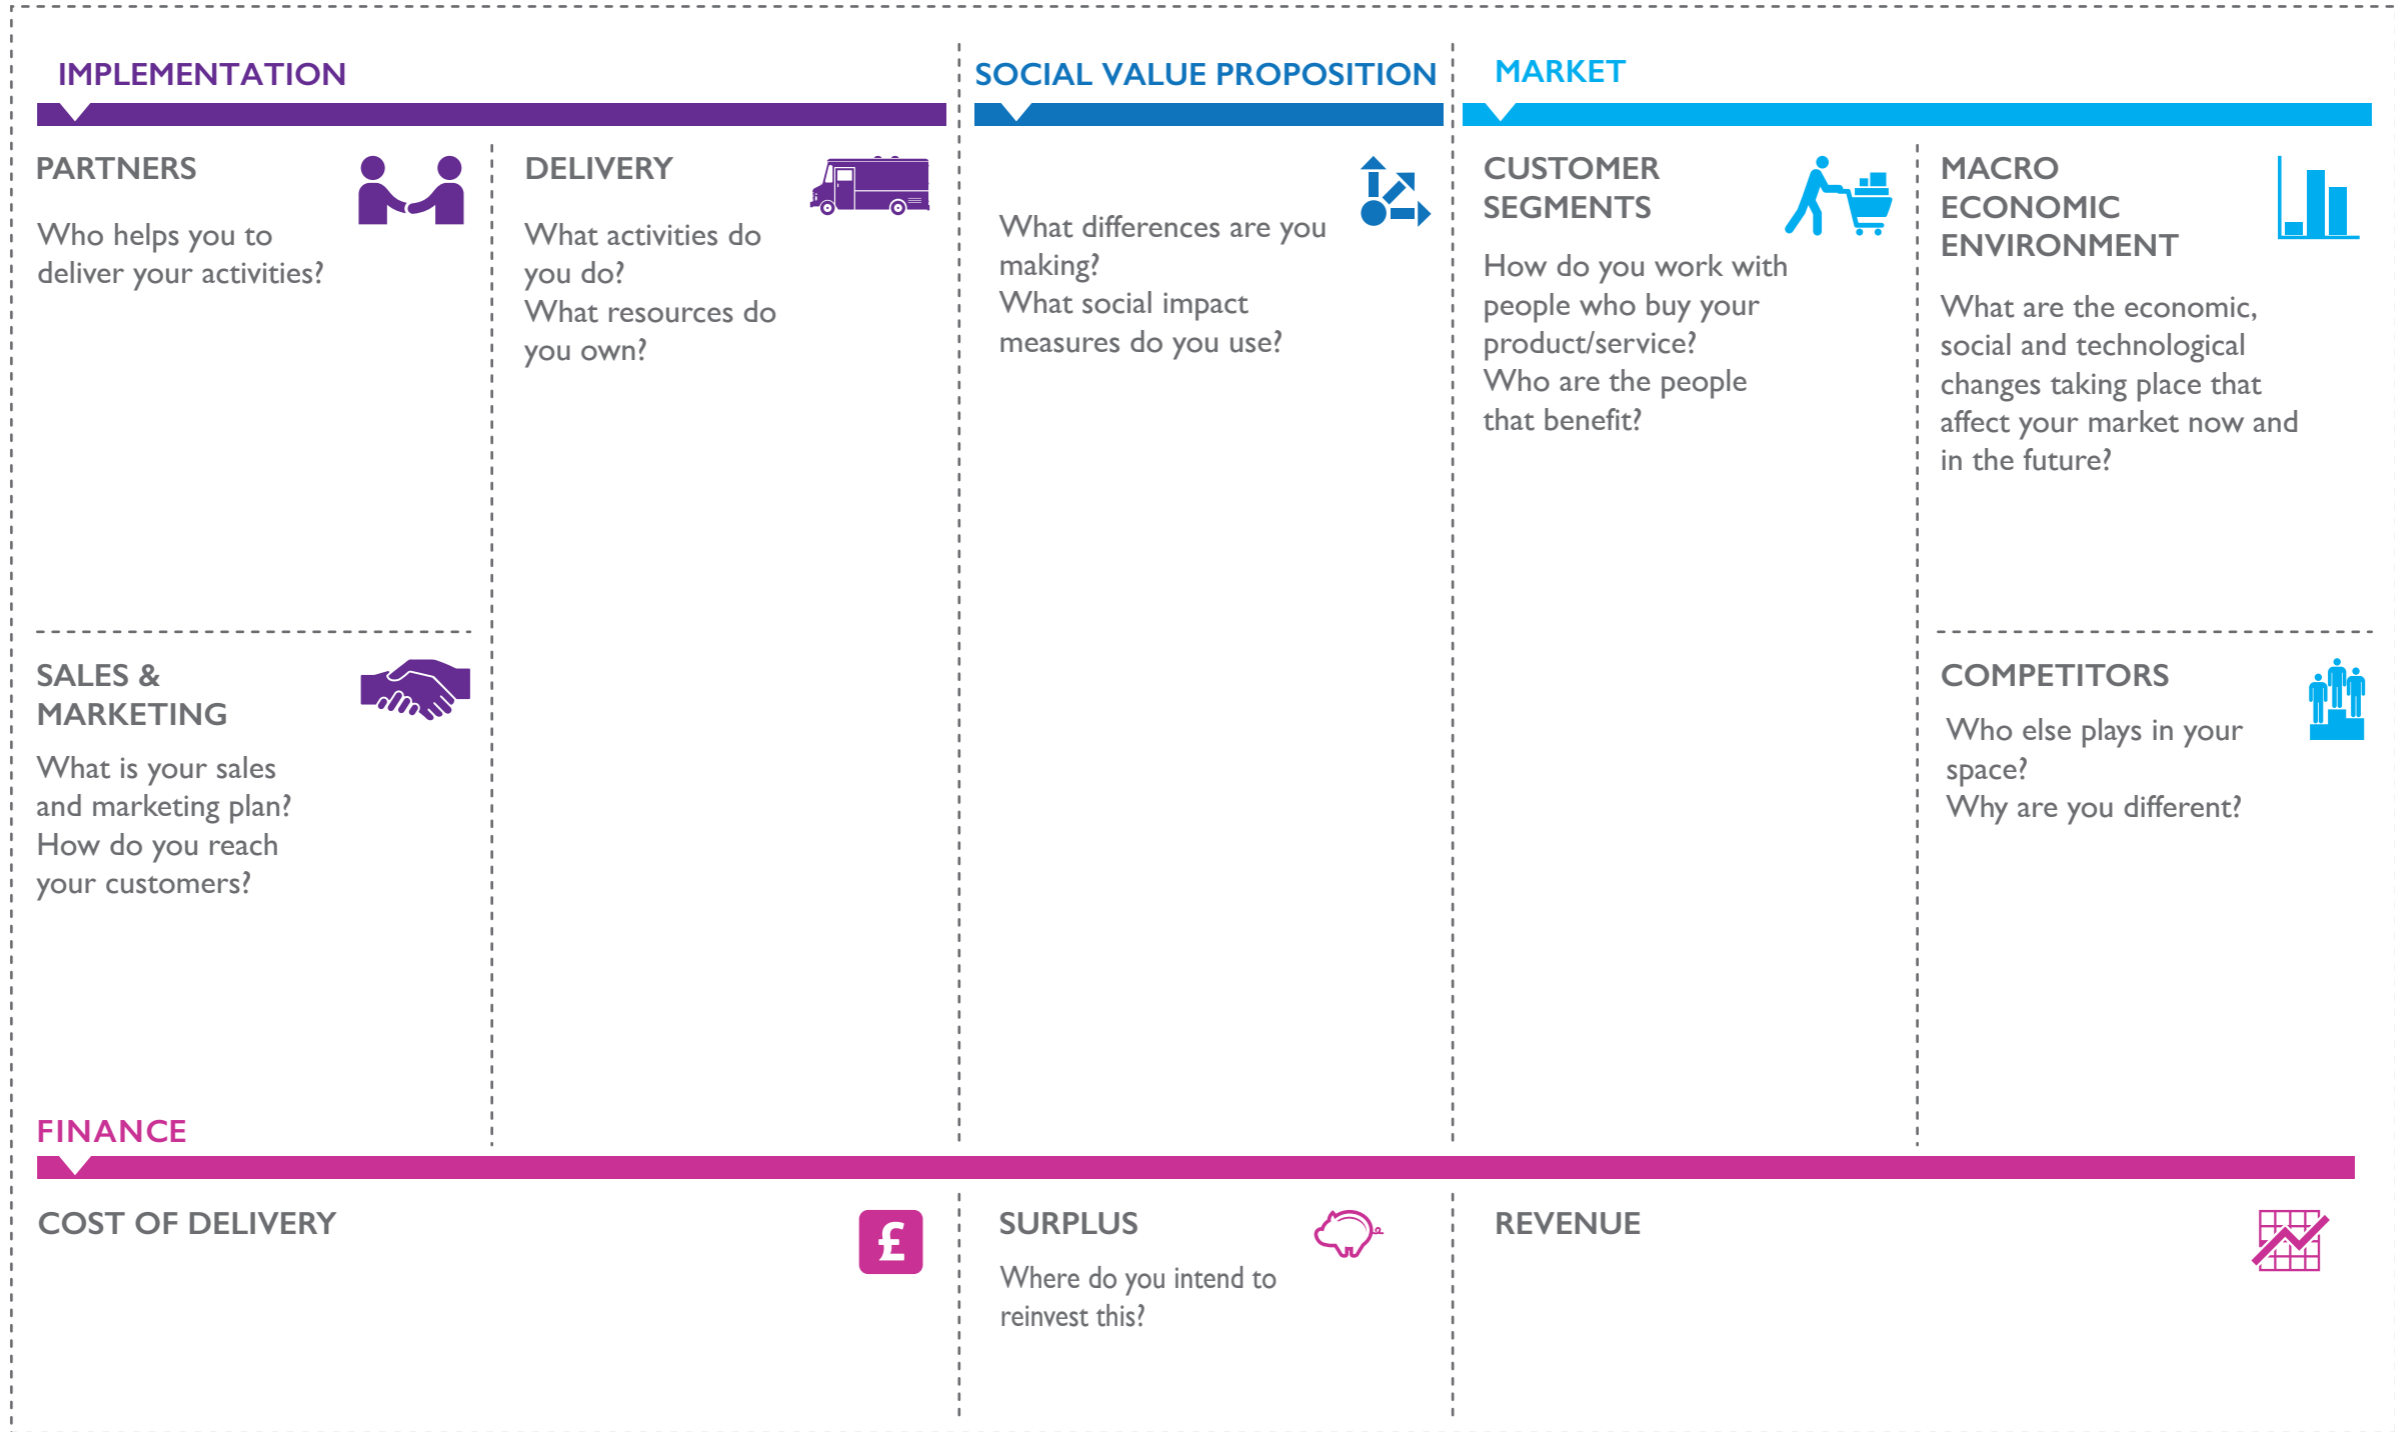 IMPLEMENTATION
PARTNERS
Who helps you to
deliver your activities?
SALES &
MARKETING
What is your sales
and marketing plan?
How do you reach
your customers?
DELIVERY
What activities do
you do?
What resources do
you own?
SOCIAL VALUE PROPOSITION
What differences are you
making?
What social impact
measures do you use?
MARKET
CUSTOMER
SEGMENTS
How do you work with
people who buy your
product/service?
Who are the people
that benefit?
MACRO
ECONOMIC
ENVIRONMENT
What are the economic,
social and technological
changes taking place that
affect your market now and
in the future?
COMPETITORS
Who else plays in your
space?
Why are you different?
FINANCE
COST OF DELIVERY
£
SURPLUS
Where do you intend to
reinvest this?
REVENUE